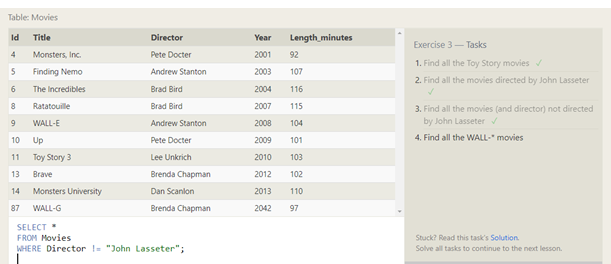 Table: Movies
Id Title Director Year Length_minutes
4 Monsters, Inc. Pete Docter 2001 92
5 Finding Nemo Andrew Stanton 2003 107
6 The Incredibles Brad Bird 2004 116
8 Ratatouille Brad Bird 2007 115
9 WALL-E Andrew Stanton 2008 104
10 Up Pete Docter 2009 101
11 Toy Story 3 Lee Unkrich 2010 103
13 Brave Brenda Chapman 2012 102
14 Monsters University Dan Scanlon 2013 110
87 WALL-G Brenda Chapman 2042 97
SELECT *
FROM Movies
WHERE Director != "John Lasseter";
Exercise 3 — Tasks
1. Find all the Toy Story movies ✓
2. Find all the movies directed by John Lasseter
✓
3. Find all the movies (and director) not directed
by John Lasseter ✓
4. Find all the WALL-* movies
Stuck? Read this task's Solution.
Solve all tasks to continue to the next lesson.